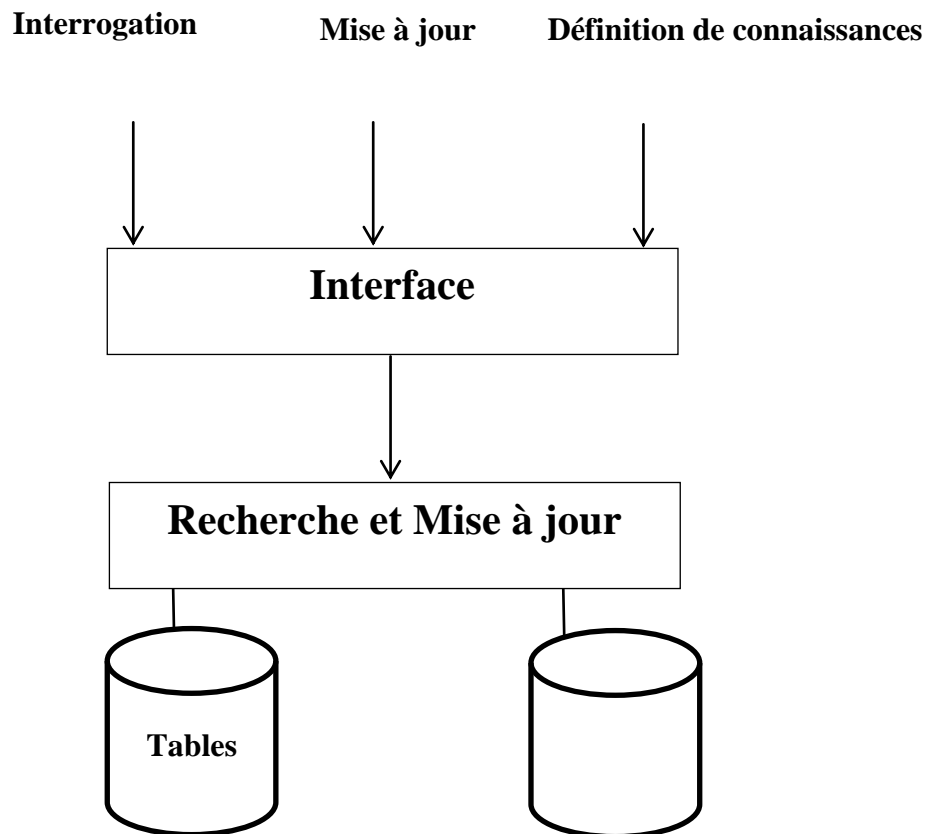 Interrogation
Mise à jour
Définition de connaissances
Interface
Recherche et Mise à jour
Tables